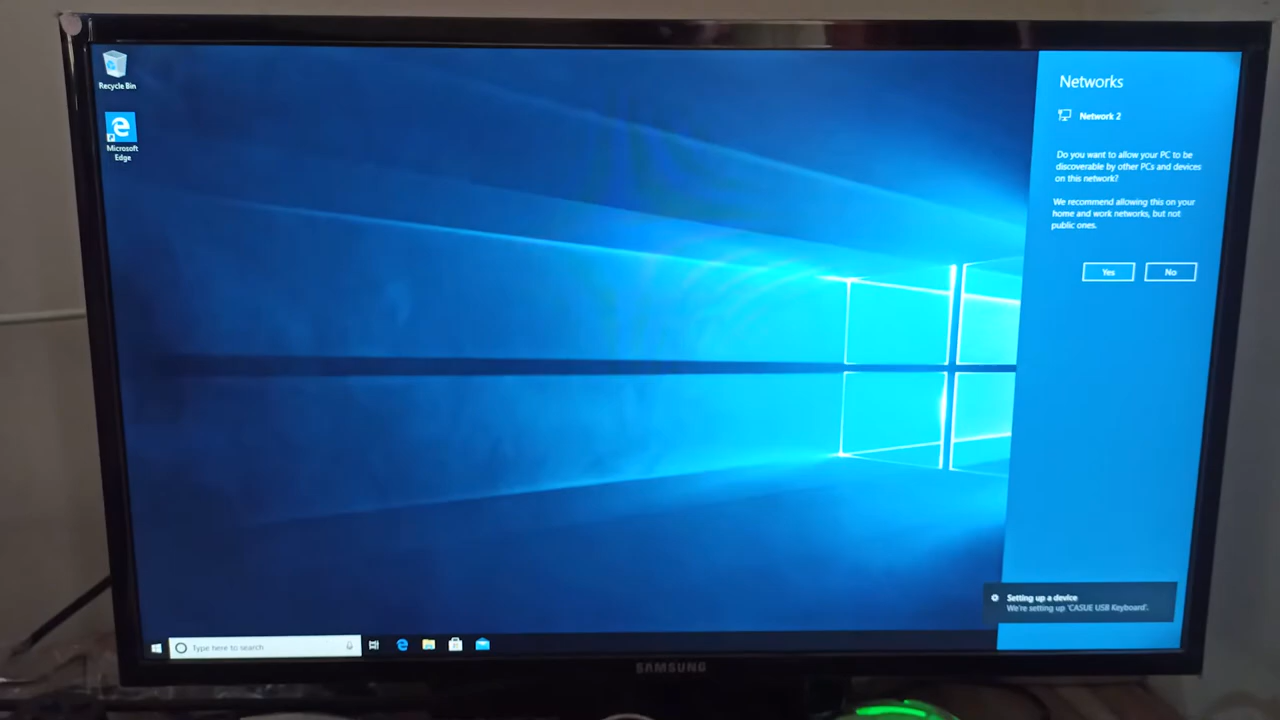 Recycle Bin
Microsoft
Edge
Networks
Network 2
Do you want to allow your PC to be
discoverable by other PCs and devices
on this network?
We recommend allowing this on your
home and work networks, but not
public ones.
Yes
No
Setting up a device
We're setting up 'CASUE USB Keyboard'.
Type here to search
SAMSUNG